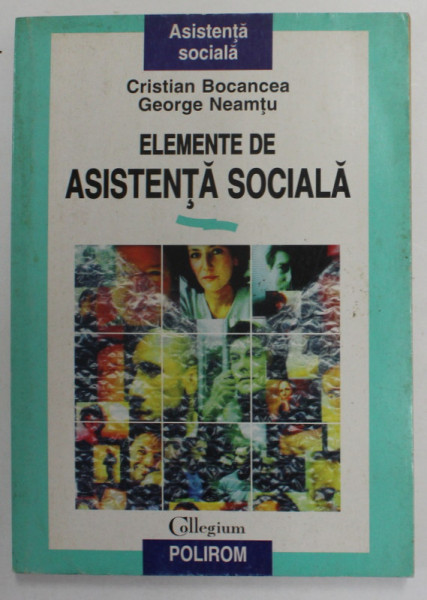 Asistență
socială
Cristian Bocancea
George Neamțu
ELEMENTE DE
ASISTENȚĂ SOCIALĂ
Collegium
POLIROM